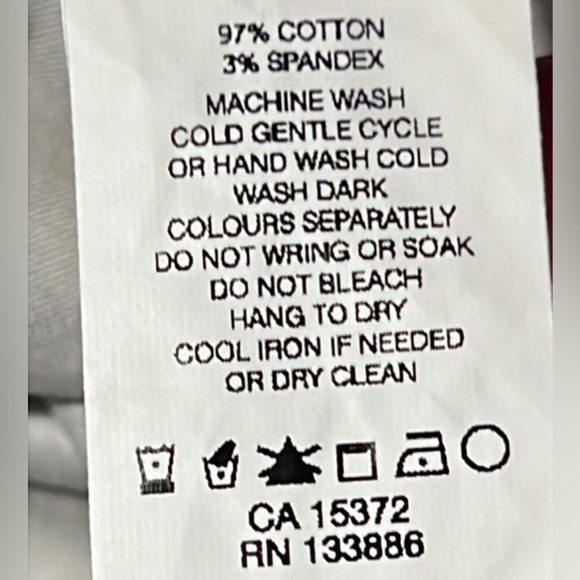 97% COTTON
3% SPANDEX
MACHINE WASH
COLD GENTLE CYCLE
OR HAND WASH COLD
WASH DARK
COLOURS SEPARATELY
DO NOT WRING OR SOAK
DO NOT BLEACH
HANG TO DRY
COOL IRON IF NEEDED
OR DRY CLEAN
CA 15372
RN 133886